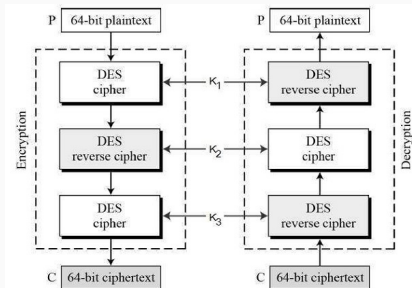 P 64-bit plaintext
P 64-bit plaintext
DES
cipher
K1
DES
reverse cipher
Encryption
DES
reverse cipher
K2
DES
cipher
Decryption
DES
cipher
K3
DES
reverse cipher
C 64-bit ciphertext
C 64-bit ciphertext